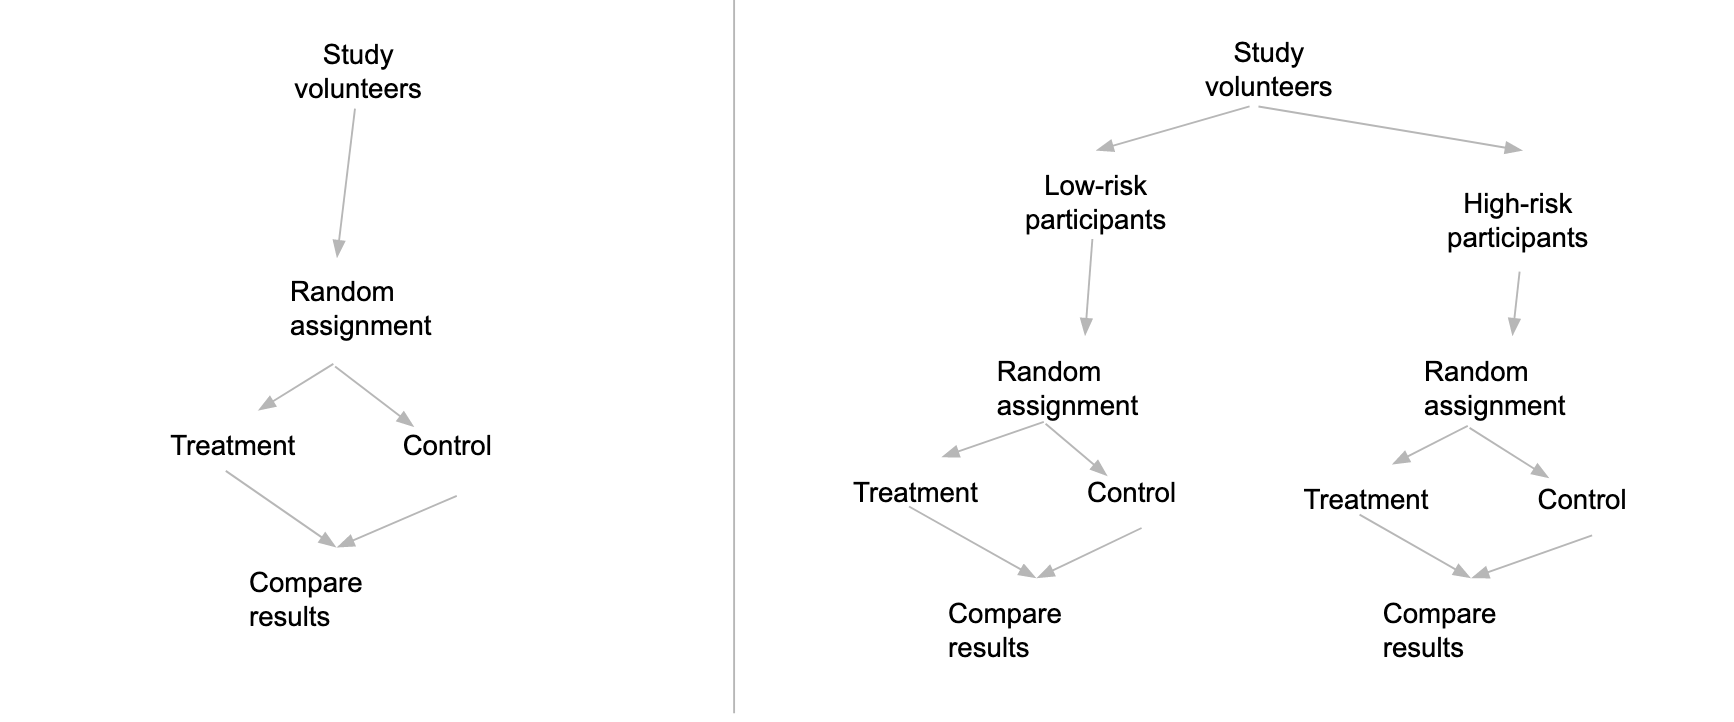 Study
volunteers
Random
assignment
Treatment
Control
Compare
results
Study
volunteers
Low-risk
participants
High-risk
participants
Random
assignment
Random
assignment
Treatment
Control
Treatment
Control
Compare
results
Compare
results